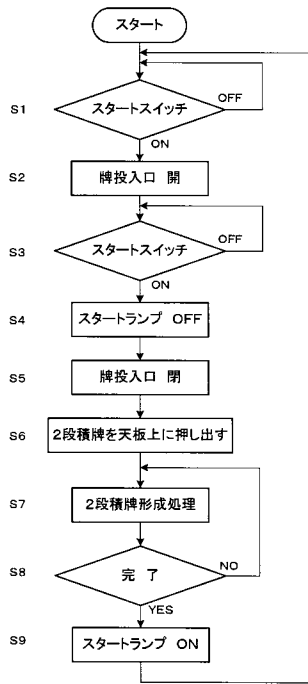 スタート
S1
スタートスイッチ
OFF
ON
S2
牌投入口 開
S3
スタートスイッチ
OFF
ON
S4
スタートランプ OFF
S5
牌投入口 閉
S6
2段積牌を天板上に押し出す
S7
2段積牌形成処理
S8
完 了
NO
YES
S9
スタートランプ ON